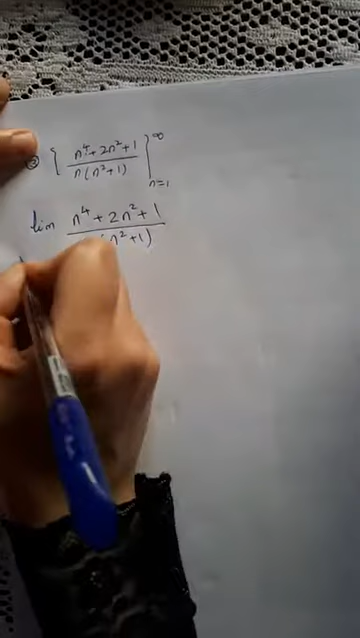 ② { n⁴+2n²+1 / n(n²+1) }^∞ n=1
lim n⁴+2n²+1 / (n²+1)